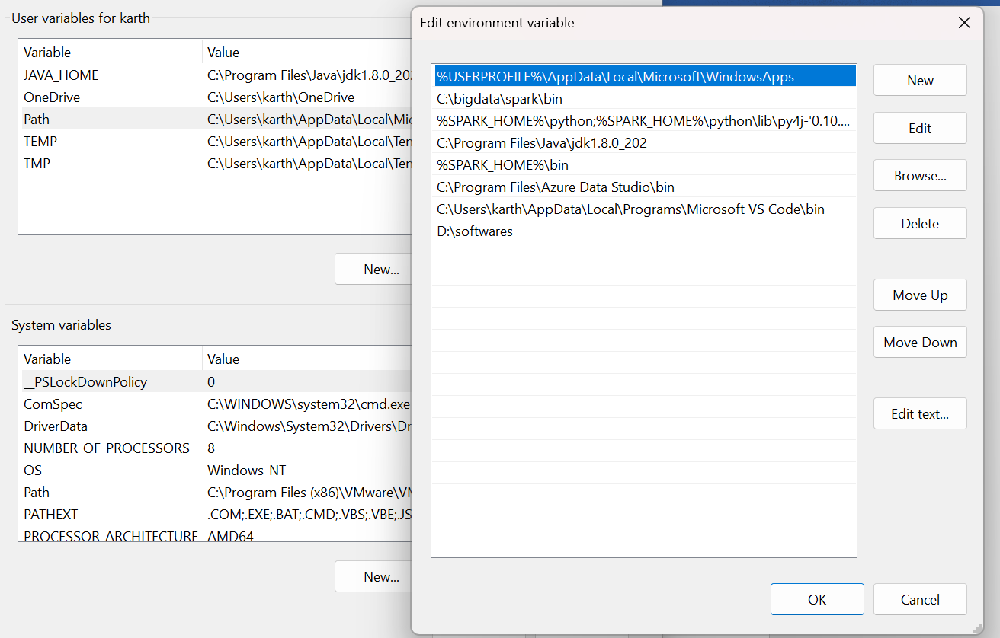 User variables for karth
Variable Value
JAVA_HOME C:\Program Files\Java\jdk1.8.0_20
OneDrive C:\Users\karth\OneDrive
Path C:\Users\karth\AppData\Local\Mic
TEMP C:\Users\karth\AppData\Local\Ten
TMP C:\Users\karth\AppData\Local\Ten
New...
System variables
Variable Value
__PSLockDownPolicy 0
ComSpec C:\WINDOWS\system32\cmd.exe
DriverData C:\Windows\System32\Drivers\Dr
NUMBER_OF_PROCESSORS 8
OS Windows_NT
Path C:\Program Files (x86)\VMware\VM
PATHEXT .COM;.EXE;.BAT;.CMD;.VBS;.VBE;.JS
PROCESSOR_ARCHITECTURE AMD64
New...
Edit environment variable
%USERPROFILE%\AppData\Local\Microsoft\WindowsApps
C:\bigdata\spark\bin
%SPARK_HOME%\python;%SPARK_HOME%\python\lib\py4j-'0.10....
C:\Program Files\Java\jdk1.8.0_202
%SPARK_HOME%\bin
C:\Program Files\Azure Data Studio\bin
C:\Users\karth\AppData\Local\Programs\Microsoft VS Code\bin
D:\softwares
New
Edit
Browse...
Delete
Move Up
Move Down
Edit text...
OK
Cancel